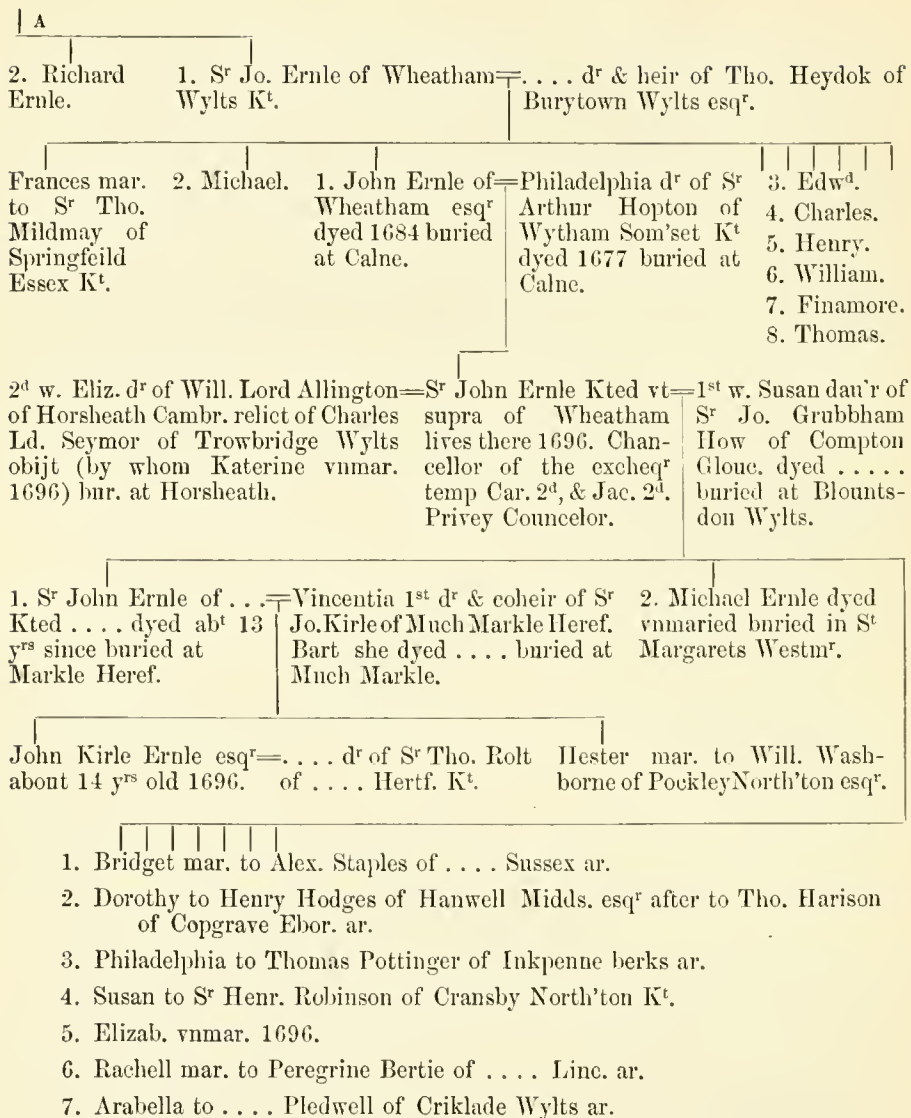 A
2. Richard
Ernle.
1. Sʳ Jo. Ernle of Wheatham
Wylts Kᵗ.
. . . . dʳ & heir of Tho. Heydok of
Burytown Wylts esqʳ.
Frances mar.
to Sʳ Tho.
Mildmay of
Springfeild
Essex Kᵗ.
2. Michael.
1. John Ernle of
Wheatham esqʳ
dyed 1684 buried
at Calne.
Philadelphia dʳ of Sʳ
Arthur Hopton of
Wytham Som'set Kᵗ
dyed 1677 buried at
Calne.
3. Edwᵈ.
4. Charles.
5. Henry.
6. William.
7. Finamore.
8. Thomas.
2ᵈ w. Eliz. dʳ of Will. Lord Allington
of Horsheath Cambr. relict of Charles
Ld. Seymor of Trowbridge Wylts
obijt (by whom Katerine vnmar.
1696) bur. at Horsheath.
Sʳ John Ernle Kted vt
supra of Wheatham
lives there 1696. Chan-
cellor of the excheqʳ
temp Car. 2ᵈ, & Jac. 2ᵈ.
Privey Councelor.
1ˢᵗ w. Susan dau'r of
Sʳ Jo. Grubbham
How of Compton
Glouc. dyed . . . . .
buried at Blounts-
don Wylts.
1. Sʳ John Ernle of . . .
Kted . . . . dyed abᵗ 13
yʳˢ since buried at
Markle Heref.
Vincentia 1ˢᵗ dʳ & coheir of Sʳ
Jo. Kirle of Much Markle Heref.
Bart she dyed . . . . buried at
Much Markle.
2. Michael Ernle dyed
vnmaried buried in Sᵗ
Margarets Westmʳ.
John Kirle Ernle esqʳ
about 14 yʳˢ old 1696.
. . . . dʳ of Sʳ Tho. Rolt
of . . . . Hertf. Kᵗ.
Hester mar. to Will. Wash-
borne of Pockley North'ton esqʳ.
1. Bridget mar. to Alex. Staples of . . . . Sussex ar.
2. Dorothy to Henry Hodges of Hanwell Midds. esqʳ after to Tho. Harison
of Copgrave Ebor. ar.
3. Philadelphia to Thomas Pottinger of Inkpenne berks ar.
4. Susan to Sʳ Henr. Robinson of Cransby North'ton Kᵗ.
5. Elizab. vnmar. 1696.
6. Rachell mar. to Peregrine Bertie of . . . . Linc. ar.
7. Arabella to . . . . Pledwell of Criklade Wylts ar.